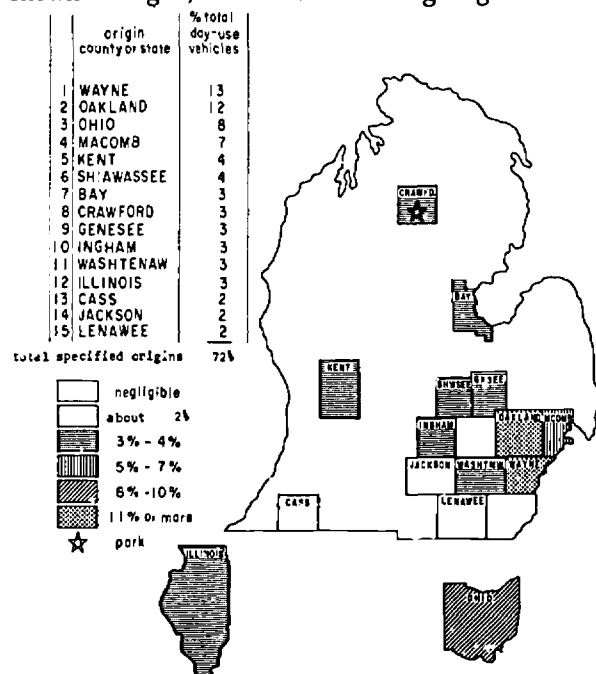 % total
origin day-use
county or state vehicles
1 WAYNE 13
2 OAKLAND 12
3 OHIO 8
4 MACOMB 7
5 KENT 4
6 SHIAWASSEE 4
7 BAY 3
8 CRAWFORD 3
9 GENESEE 3
10 INGHAM 3
11 WASHTENAW 3
12 ILLINOIS 3
13 CASS 2
14 JACKSON 2
15 LENAWEE 2
total specified origins 72%
negligible
about 2%
3% - 4%
5% - 7%
8% - 10%
11% or more
park
CRAWFD.
BAY
KENT
SHWSEE
GNSEE
INGHAM
OAKLAND
MCOMB
JACKSON
WASHTNW
WAYNE
CASS
LENAWEE
ILLINOIS
OHIO